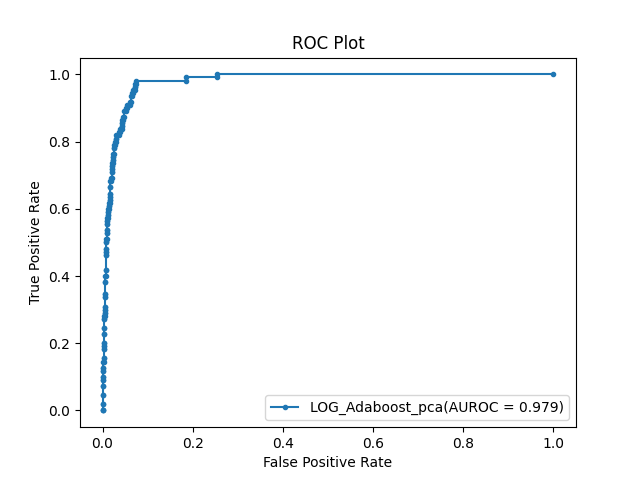 ROC Plot
True Positive Rate
1.0
0.8
0.6
0.4
0.2
0.0
0.0 0.2 0.4 0.6 0.8 1.0
False Positive Rate
LOG_Adaboost_pca(AUROC = 0.979)